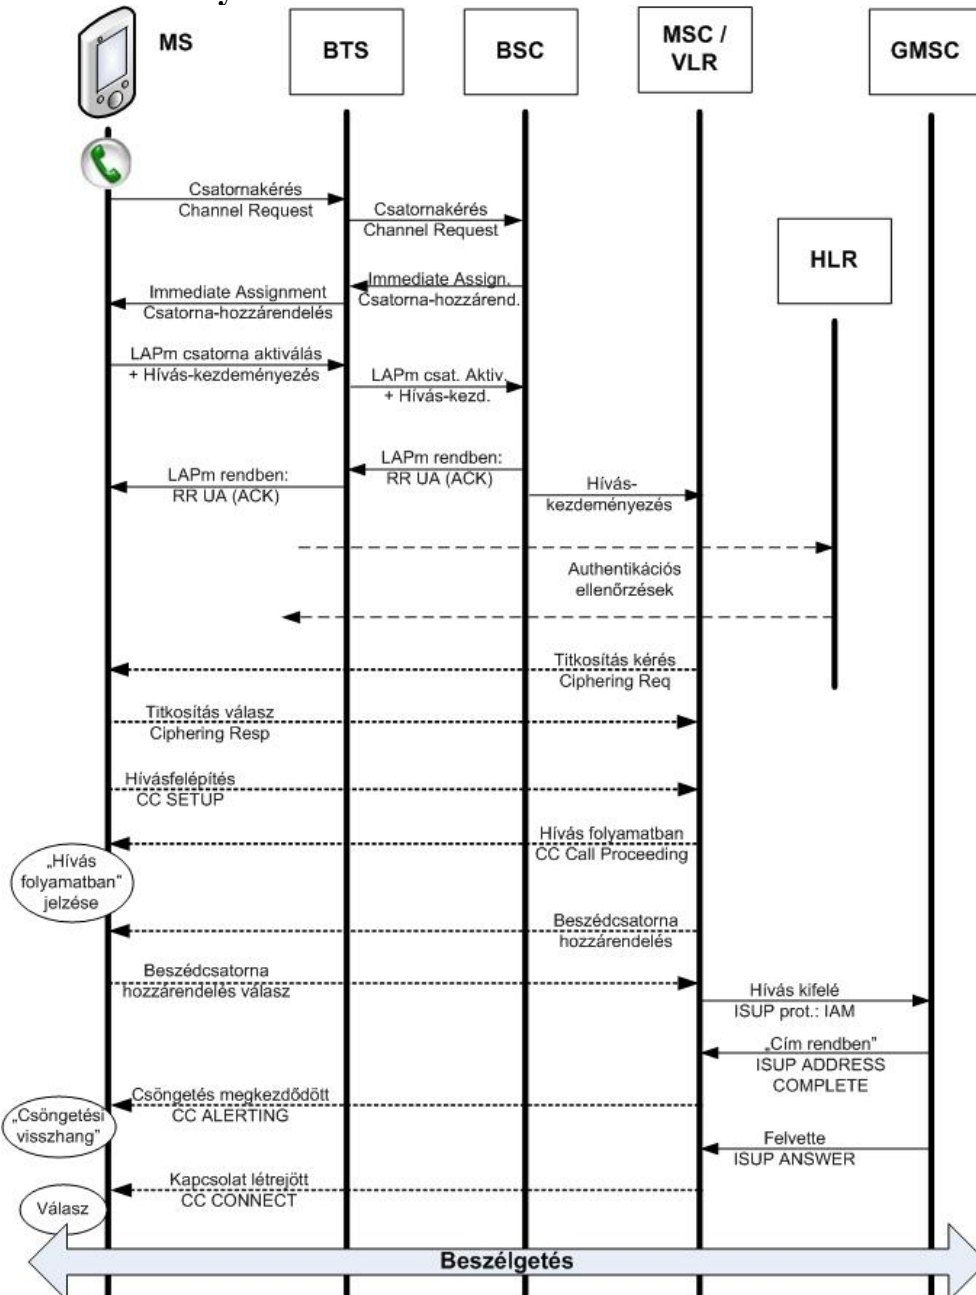 MS
BTS
BSC
MSC /
VLR
GMSC
Csatornakérés
Channel Request
Csatornakérés
Channel Request
HLR
Immediate Assign.
Csatorna-hozzárend.
Immediate Assignment
Csatorna-hozzárendelés
LAPm csatorna aktiválás
+ Hívás-kezdeményezés
LAPm csat. Aktiv.
+ Hívás-kezd.
LAPm rendben:
RR UA (ACK)
LAPm rendben:
RR UA (ACK)
Hívás-
kezdeményezés
Authentikációs
ellenőrzések
Titkosítás kérés
Ciphering Req
Titkosítás válasz
Ciphering Resp
Hívásfelépítés
CC SETUP
Hívás folyamatban
CC Call Proceeding
„Hívás
folyamatban"
jelzése
Beszédcsatorna
hozzárendelés
Beszédcsatorna
hozzárendelés válasz
Hívás kifelé
ISUP prot.: IAM
„Cím rendben"
ISUP ADDRESS
COMPLETE
Csöngetés megkezdődött
CC ALERTING
„Csöngetési
visszhang"
Felvette
ISUP ANSWER
Kapcsolat létrejött
CC CONNECT
Válasz
Beszélgetés